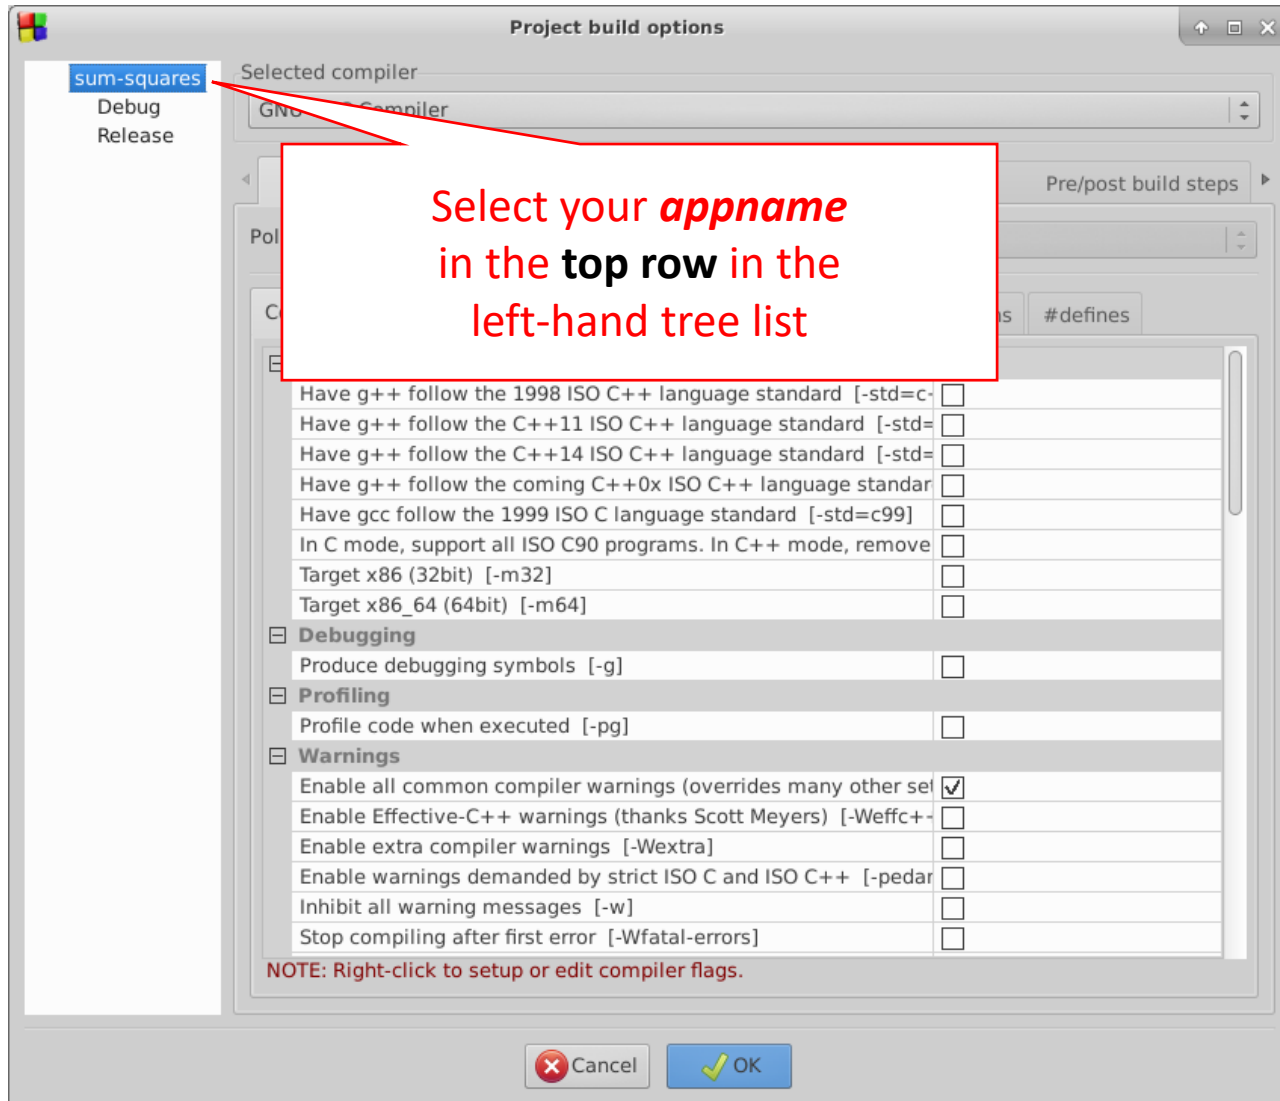 Project build options
sum-squares
Debug
Release
Selected compiler
Compiler
Pre/post build steps
Select your appname
in the top row in the
left-hand tree list
#defines
Have g++ follow the 1998 ISO C++ language standard [-std=c-
Have g++ follow the C++11 ISO C++ language standard [-std=
Have g++ follow the C++14 ISO C++ language standard [-std=
Have g++ follow the coming C++0x ISO C++ language standar
Have gcc follow the 1999 ISO C language standard [-std=c99]
In C mode, support all ISO C90 programs. In C++ mode, remove
Target x86 (32bit) [-m32]
Target x86_64 (64bit) [-m64]
Debugging
Produce debugging symbols [-g]
Profiling
Profile code when executed [-pg]
Warnings
Enable all common compiler warnings (overrides many other set
Enable Effective-C++ warnings (thanks Scott Meyers) [-Weffc+-
Enable extra compiler warnings [-Wextra]
Enable warnings demanded by strict ISO C and ISO C++ [-pedan
Inhibit all warning messages [-w]
Stop compiling after first error [-Wfatal-errors]
NOTE: Right-click to setup or edit compiler flags.
Cancel
OK